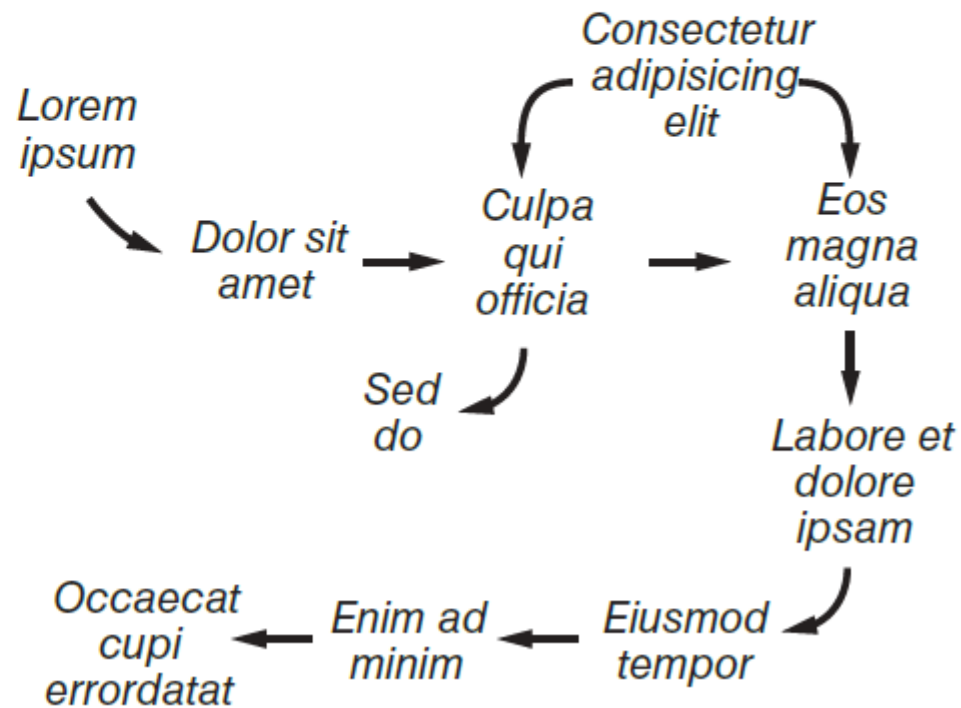 Consectetur
adipisicing
elit
Lorem
ipsum
Dolor sit
amet
Culpa
qui
officia
Eos
magna
aliqua
Sed
do
Labore et
dolore
ipsam
Occaecat
cupi
errordatat
Enim ad
minim
Eiusmod
tempor